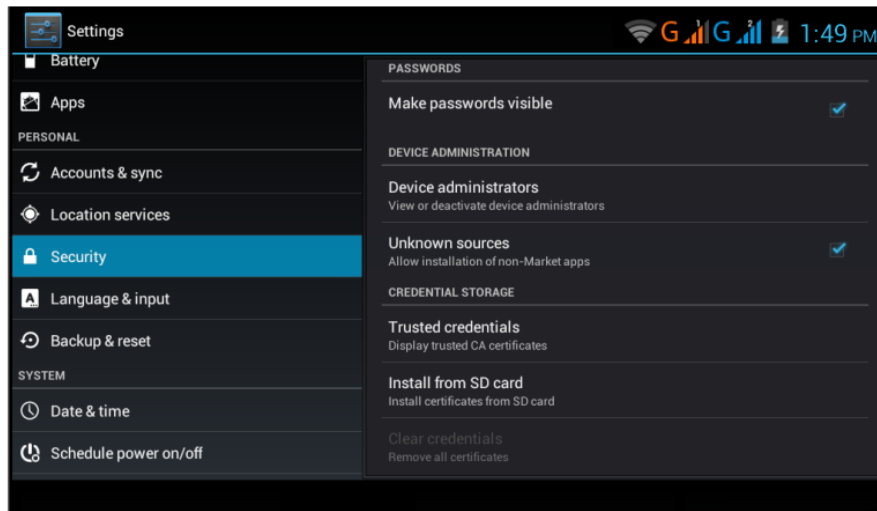 Settings
G 1 G 2 1:49 PM
Battery
Apps
PERSONAL
Accounts & sync
Location services
Security
Language & input
Backup & reset
SYSTEM
Date & time
Schedule power on/off
PASSWORDS
Make passwords visible
DEVICE ADMINISTRATION
Device administrators
View or deactivate device administrators
Unknown sources
Allow installation of non-Market apps
CREDENTIAL STORAGE
Trusted credentials
Display trusted CA certificates
Install from SD card
Install certificates from SD card
Clear credentials
Remove all certificates